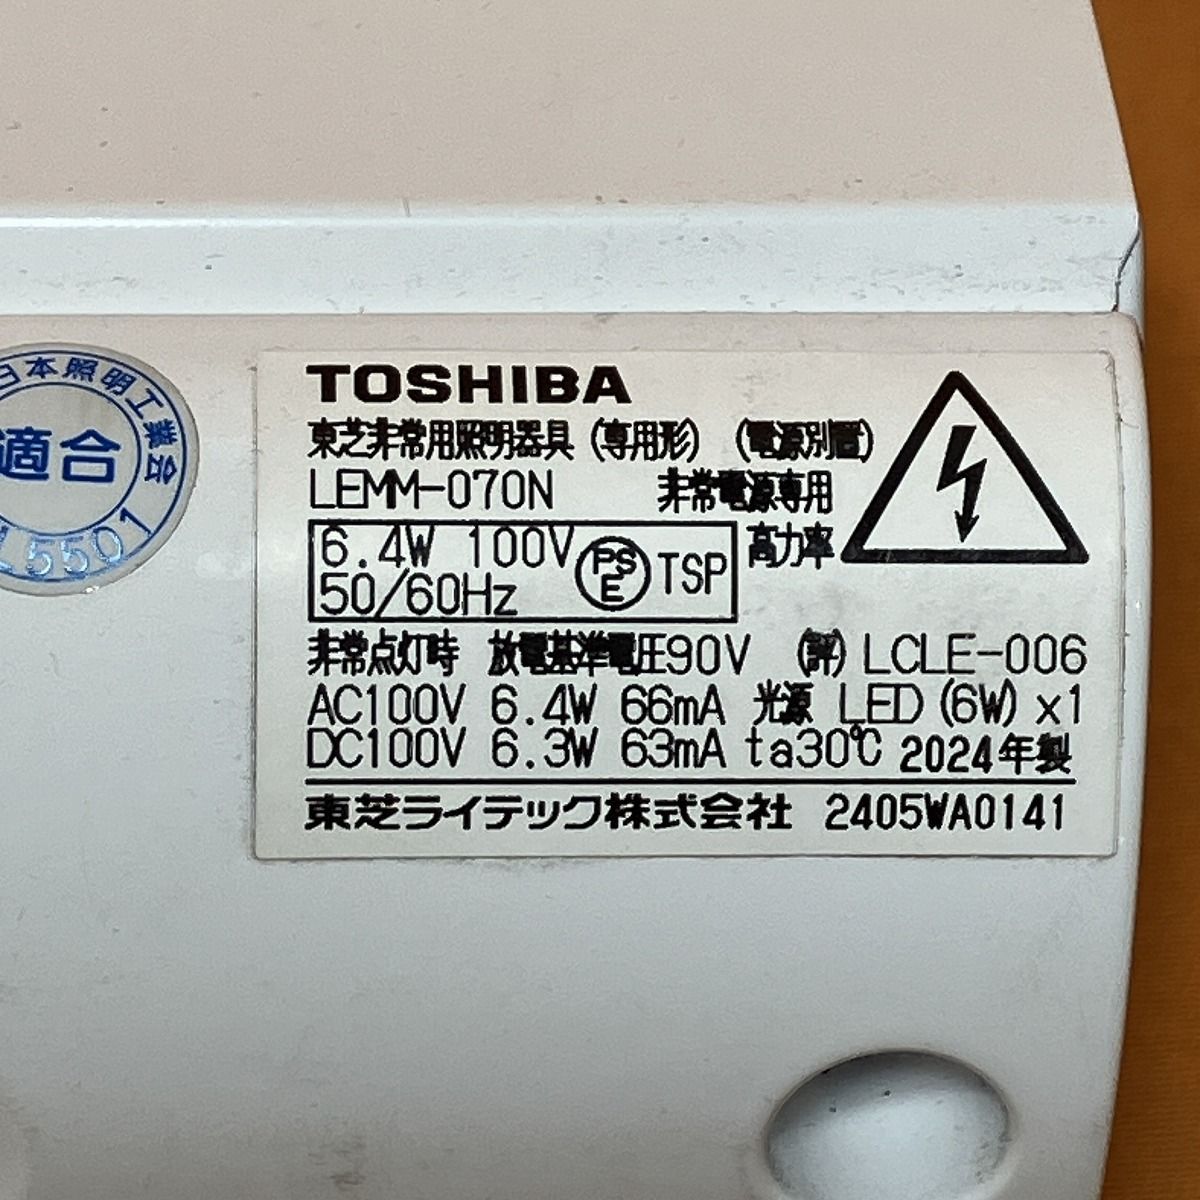 日本照明工業会
適合
L5501
TOSHIBA
東芝非常用照明器具（専用形）（電源別置）
LEMM-070N 非常電源専用
6.4W 100V PSE TSP 高力率
50/60Hz
非常点灯時 放電基準電圧90V （評）LCLE-006
AC100V 6.4W 66mA 光源 LED（6W）x1
DC100V 6.3W 63mA ta30℃ 2024年製
東芝ライテック株式会社 2405WA0141